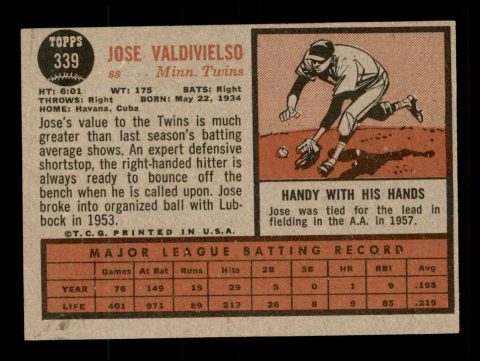 TOPPS
339
JOSE VALDIVIELSO
SS Minn. Twins
HT: 6:01 WT: 175 BATS: Right
THROWS: Right BORN: May 22, 1934
HOME: Havana, Cuba
Jose's value to the Twins is much
greater than last season's batting
average shows. An expert defensive
shortstop, the right-handed hitter is
always ready to bounce off the
bench when he is called upon. Jose
broke into organized ball with Lub-
bock in 1953.
©T.C.G. PRINTED IN U.S.A.
HANDY WITH HIS HANDS
Jose was tied for the lead in
fielding in the A.A. in 1957.
MAJOR LEAGUE BATTING RECORD
Games At Bat Runs Hits 2B 3B HR RBI Avg.
YEAR 76 149 15 29 5 0 1 9 .195
LIFE 401 971 89 213 26 8 9 85 .219